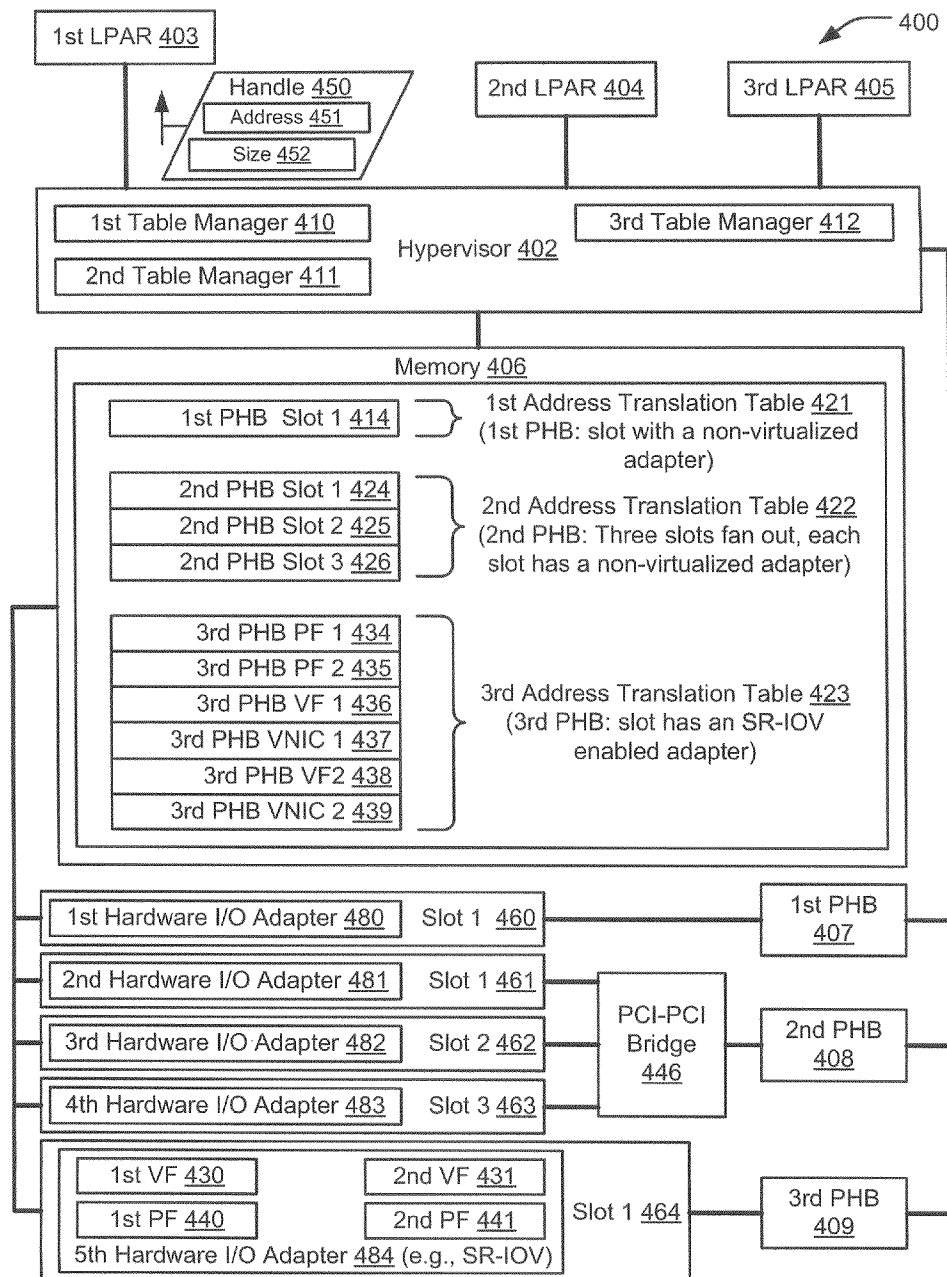 400
1st LPAR 403
Handle 450
Address 451
Size 452
2nd LPAR 404
3rd LPAR 405
1st Table Manager 410
3rd Table Manager 412
Hypervisor 402
2nd Table Manager 411
Memory 406
1st PHB Slot 1 414
1st Address Translation Table 421
(1st PHB: slot with a non-virtualized
adapter)
2nd PHB Slot 1 424
2nd PHB Slot 2 425
2nd PHB Slot 3 426
2nd Address Translation Table 422
(2nd PHB: Three slots fan out, each
slot has a non-virtualized adapter)
3rd PHB PF 1 434
3rd PHB PF 2 435
3rd PHB VF 1 436
3rd PHB VNIC 1 437
3rd PHB VF2 438
3rd PHB VNIC 2 439
3rd Address Translation Table 423
(3rd PHB: slot has an SR-IOV
enabled adapter)
1st Hardware I/O Adapter 480
Slot 1 460
1st PHB
407
2nd Hardware I/O Adapter 481
Slot 1 461
3rd Hardware I/O Adapter 482
Slot 2 462
4th Hardware I/O Adapter 483
Slot 3 463
PCI-PCI
Bridge
446
2nd PHB
408
1st VF 430
2nd VF 431
1st PF 440
2nd PF 441
5th Hardware I/O Adapter 484 (e.g., SR-IOV)
Slot 1 464
3rd PHB
409